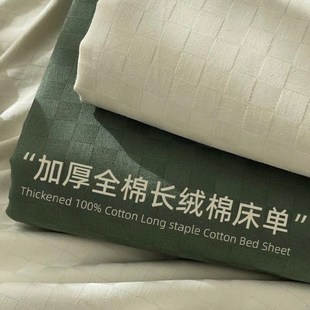 “加厚全棉长绒棉床单”
Thickened 100% Cotton Long staple Cotton Bed Sheet